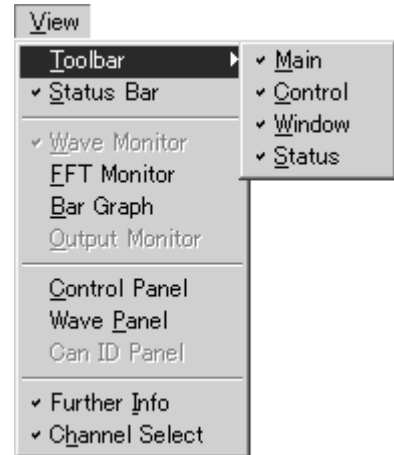 View
Toolbar
Main
Status Bar
Control
Window
Wave Monitor
Status
FFT Monitor
Bar Graph
Output Monitor
Control Panel
Wave Panel
Can ID Panel
Further Info
Channel Select